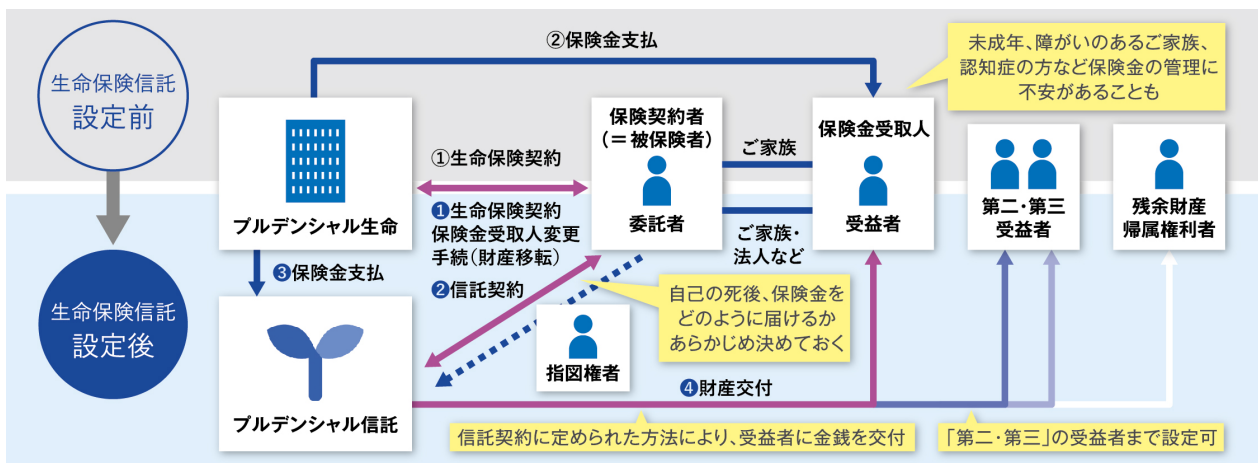 生命保険信託
設定前
②保険金支払
未成年、障がいのあるご家族、
認知症の方など保険金の管理に
不安があることも
プルデンシャル生命
①生命保険契約
保険契約者
(＝被保険者)
委託者
ご家族
保険金受取人
受益者
第二・第三
受益者
残余財産
帰属権利者
❶生命保険契約
保険金受取人変更
手続(財産移転)
ご家族・
法人など
❸保険金支払
❷信託契約
生命保険信託
設定後
自己の死後、保険金を
どのように届けるか
あらかじめ決めておく
指図権者
プルデンシャル信託
❹財産交付
信託契約に定められた方法により、受益者に金銭を交付
「第二・第三」の受益者まで設定可